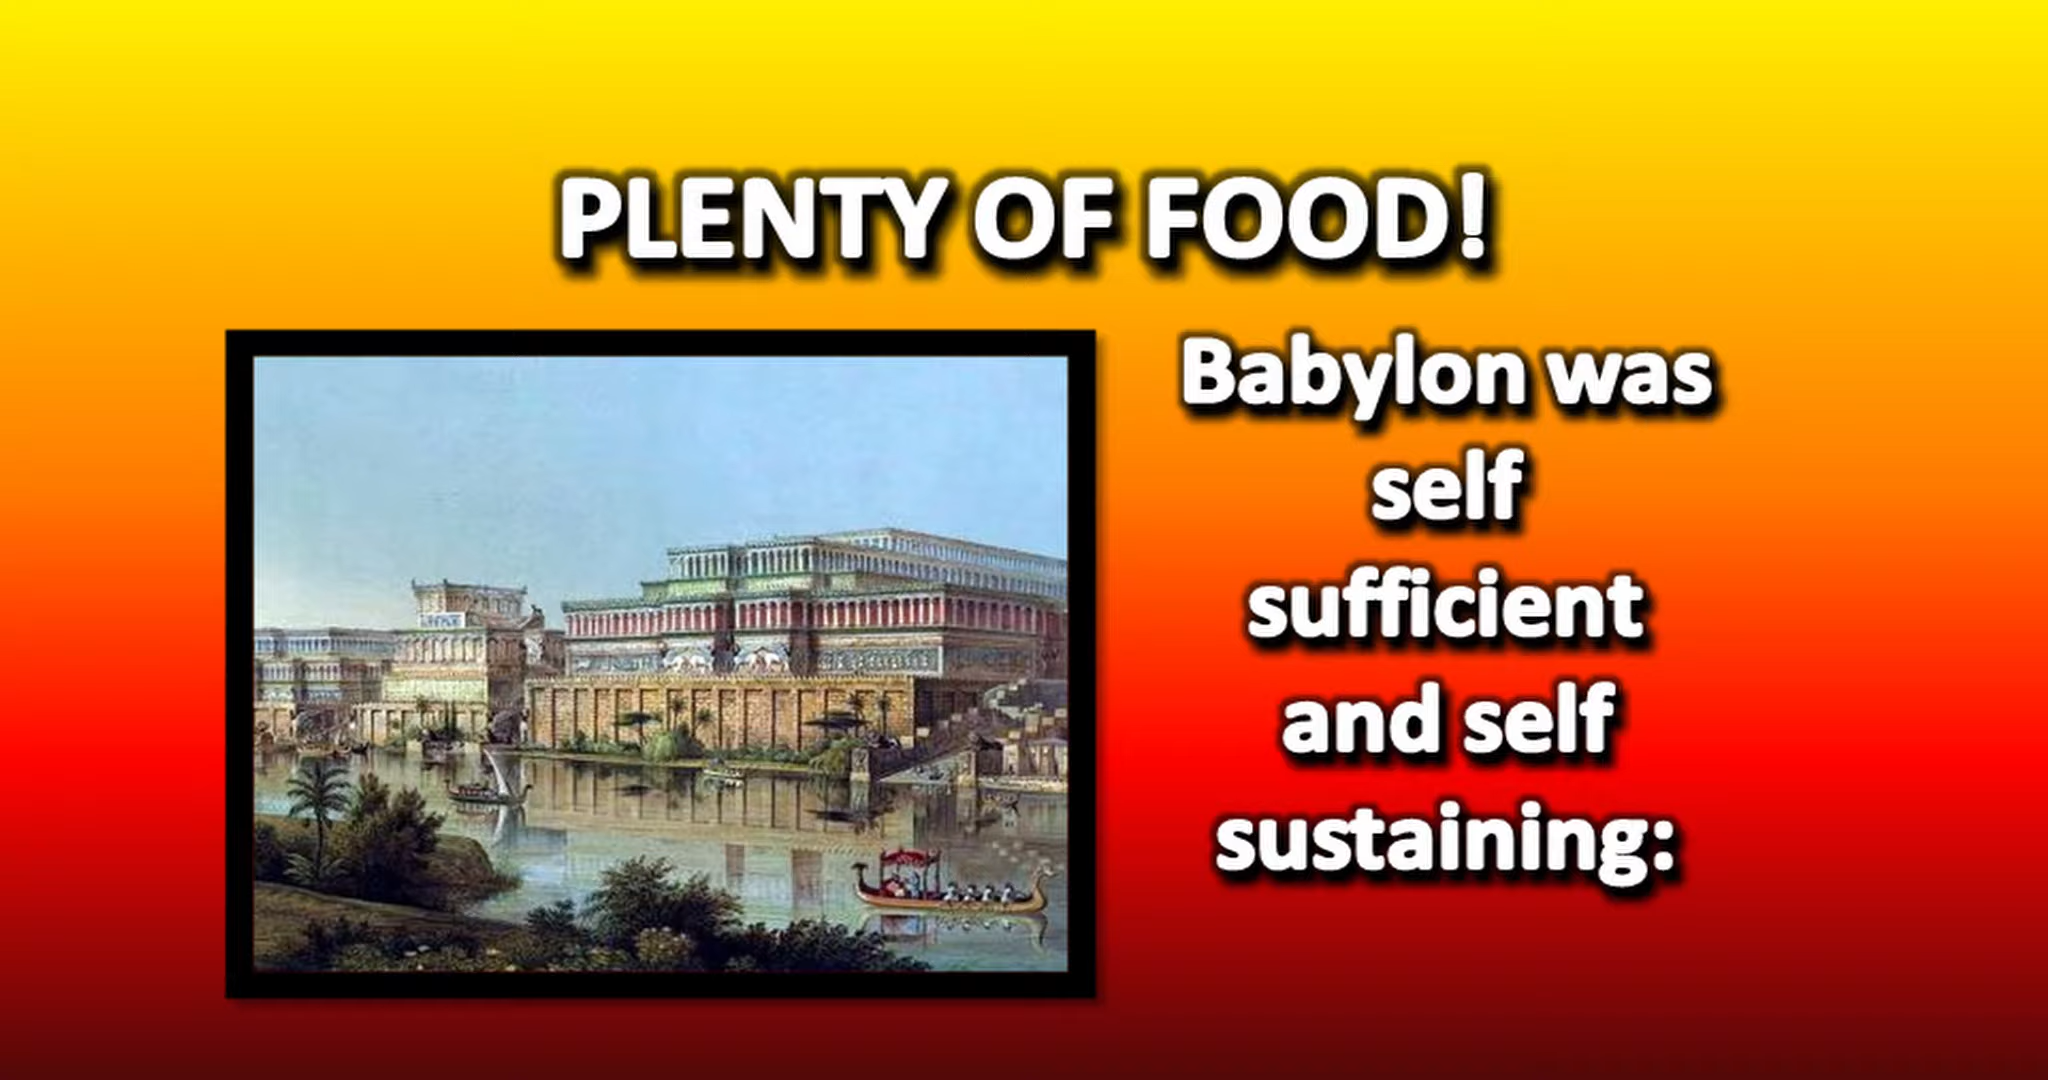 PLENTY OF FOOD!
Babylon was
self
sufficient
and self
sustaining: